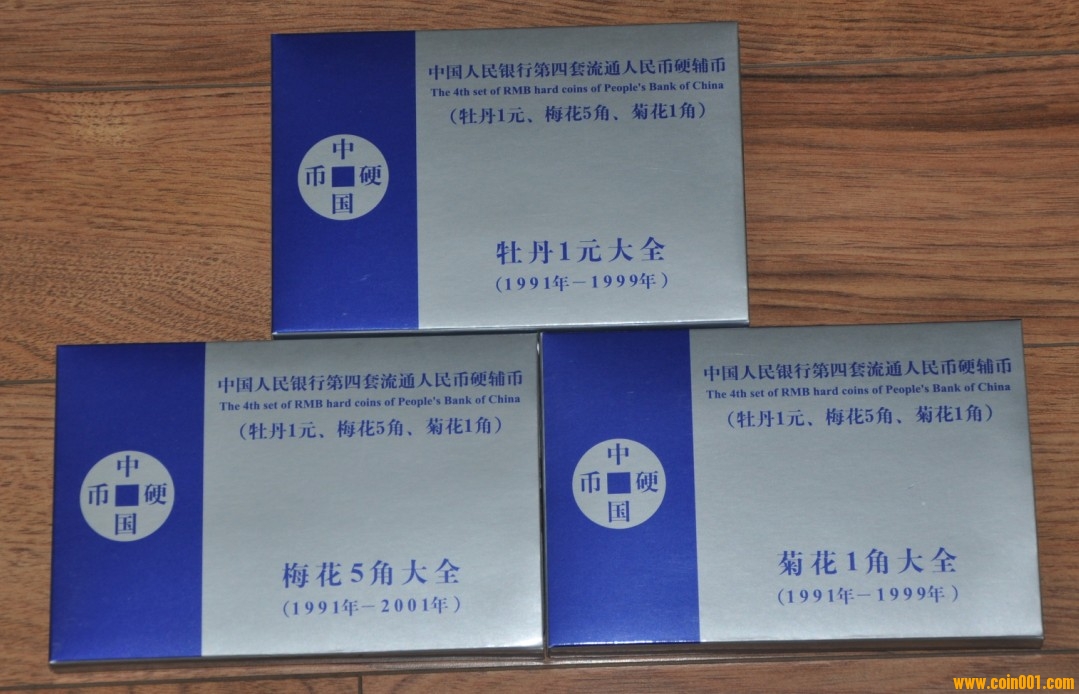 中国人民银行第四套流通人民币硬辅币
The 4th set of RMB hard coins of People's Bank of China
(牡丹1元、梅花5角、菊花1角)
中
币 硬
国
牡丹1元大全
(1991年－1999年)
中国人民银行第四套流通人民币硬辅币
The 4th set of RMB hard coins of People's Bank of China
(牡丹1元、梅花5角、菊花1角)
中
币 硬
国
梅花5角大全
(1991年－2001年)
中国人民银行第四套流通人民币硬辅币
The 4th set of RMB hard coins of People's Bank of China
(牡丹1元、梅花5角、菊花1角)
中
币 硬
国
菊花1角大全
(1991年－1999年)
www.coin001.com